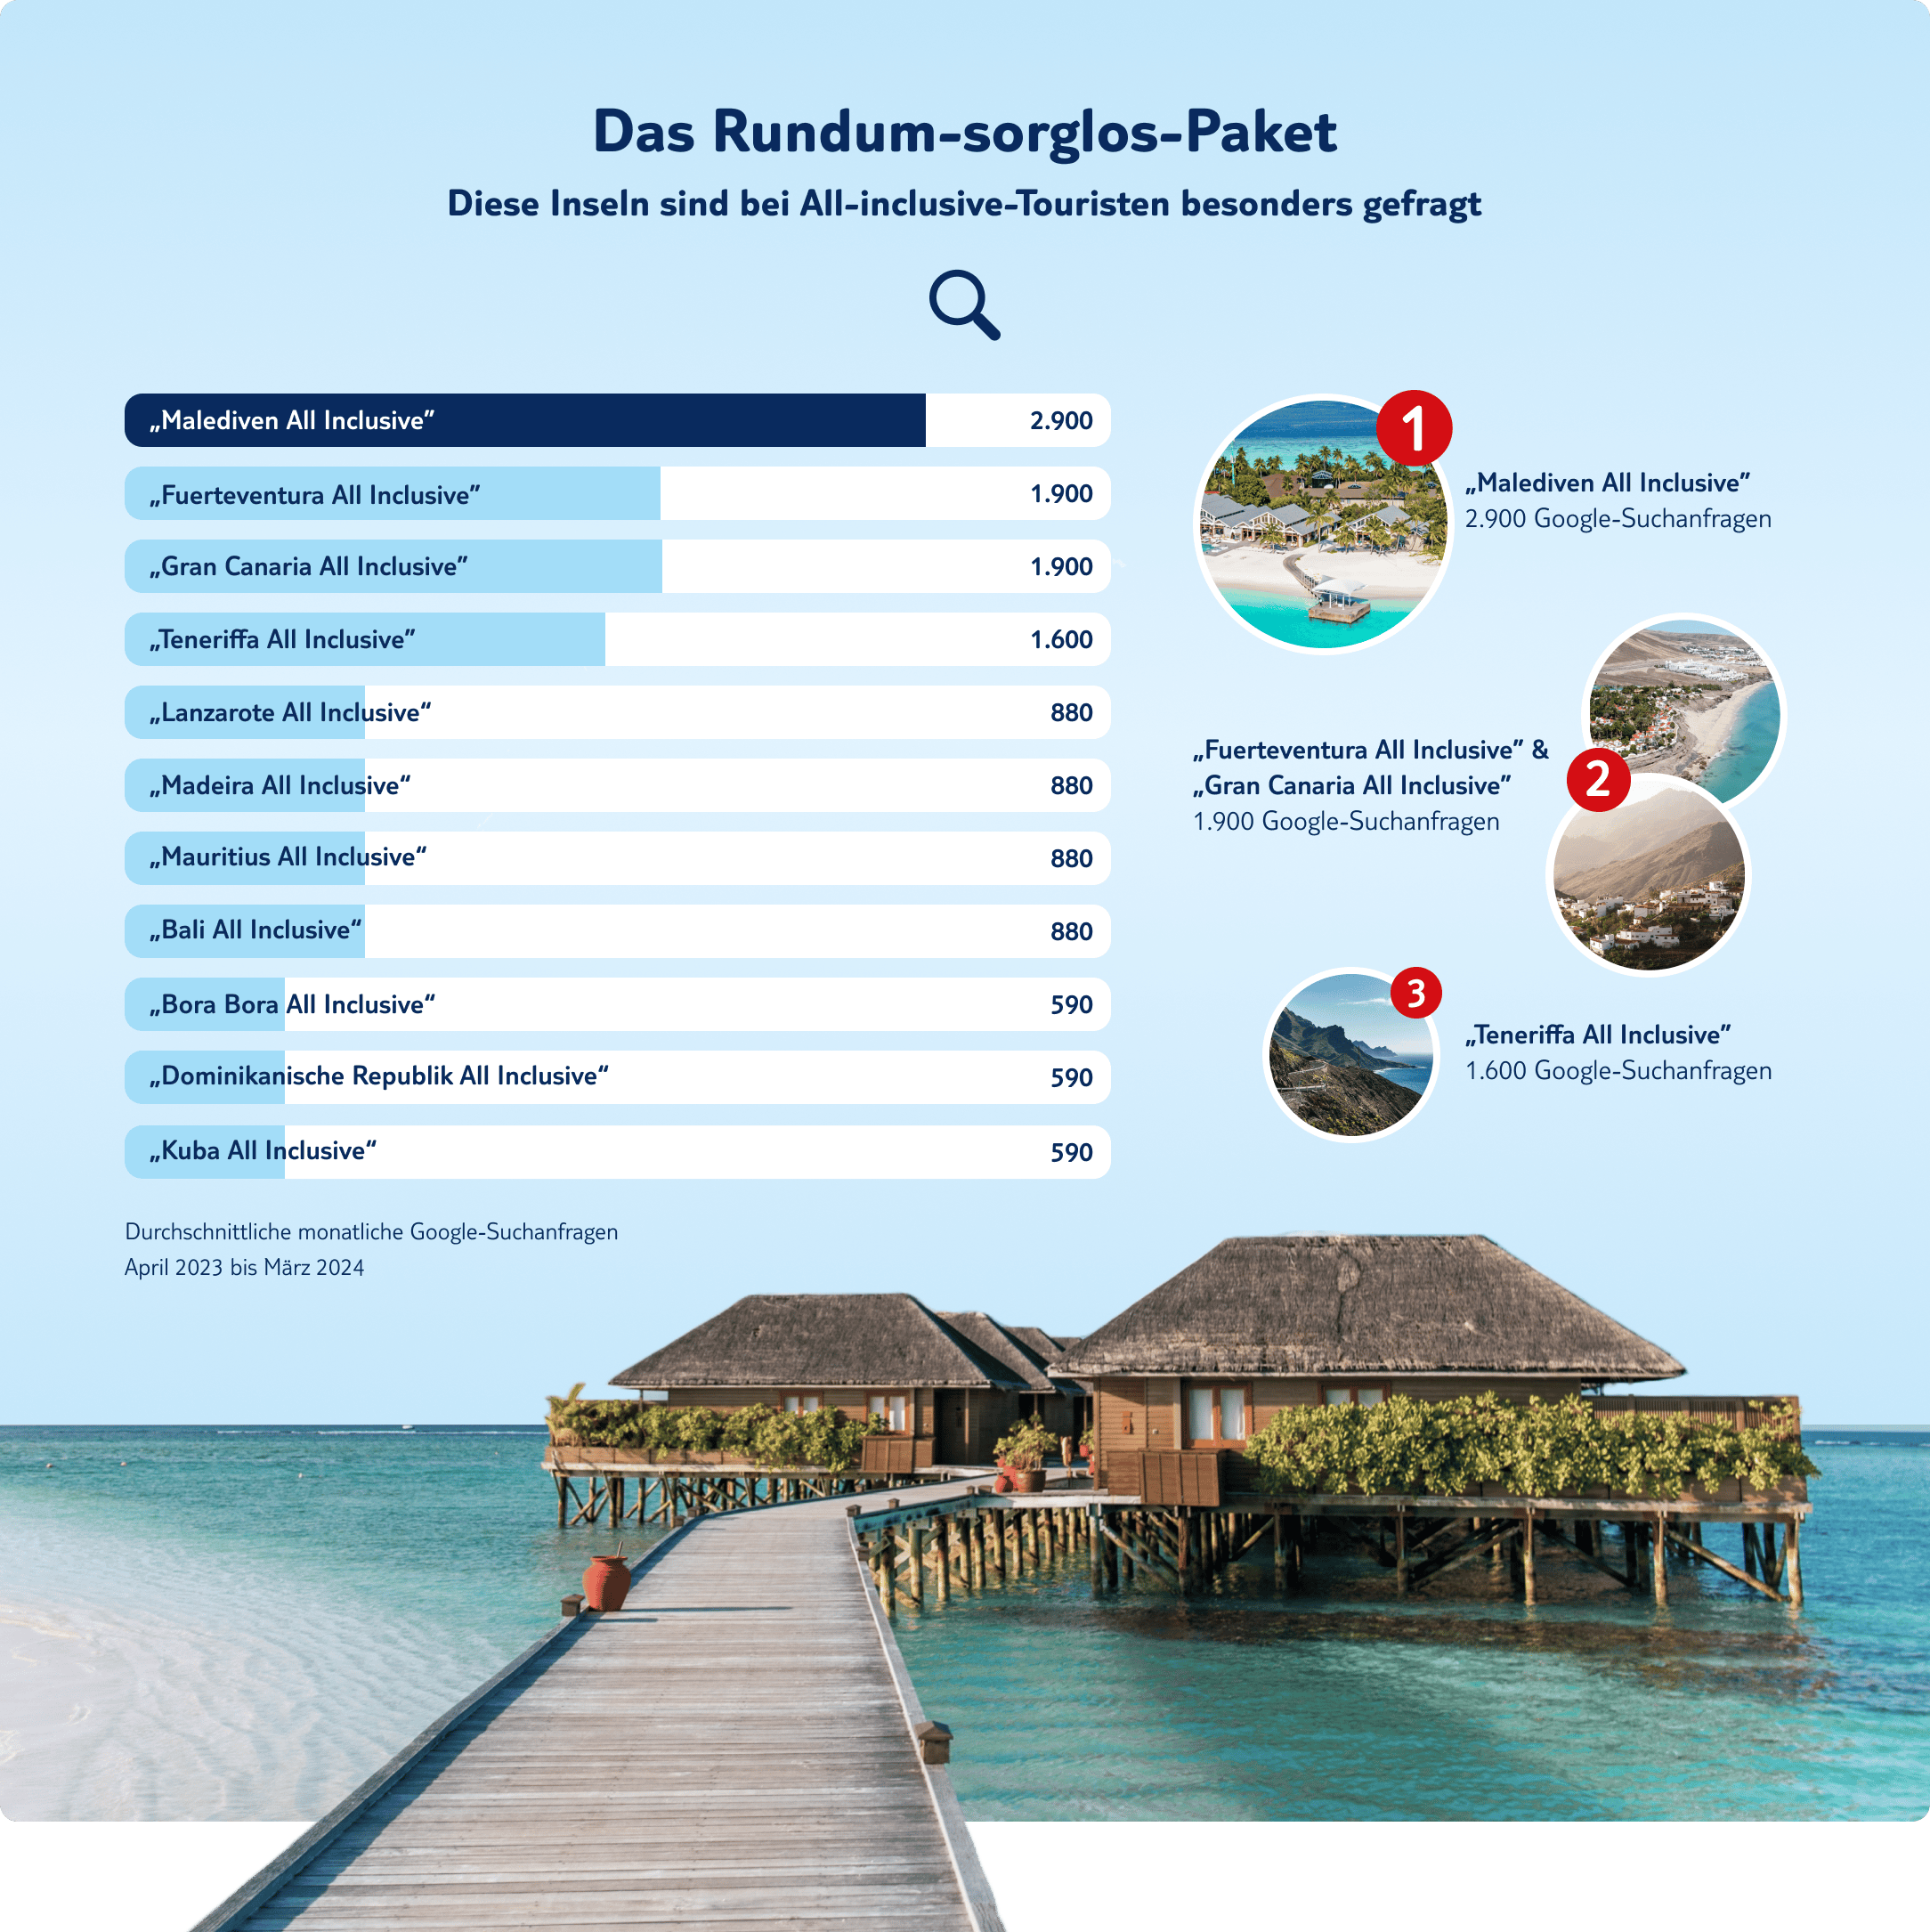 Das Rundum-sorglos-Paket
Diese Inseln sind bei All-inclusive-Touristen besonders gefragt
„Malediven All Inclusive” 2.900
„Fuerteventura All Inclusive” 1.900
„Gran Canaria All Inclusive” 1.900
„Teneriffa All Inclusive” 1.600
„Lanzarote All Inclusive“ 880
„Madeira All Inclusive“ 880
„Mauritius All Inclusive“ 880
„Bali All Inclusive“ 880
„Bora Bora All Inclusive“ 590
„Dominikanische Republik All Inclusive“ 590
„Kuba All Inclusive“ 590
Durchschnittliche monatliche Google-Suchanfragen
April 2023 bis März 2024
1
„Malediven All Inclusive”
2.900 Google-Suchanfragen
2
„Fuerteventura All Inclusive” &
„Gran Canaria All Inclusive”
1.900 Google-Suchanfragen
3
„Teneriffa All Inclusive”
1.600 Google-Suchanfragen